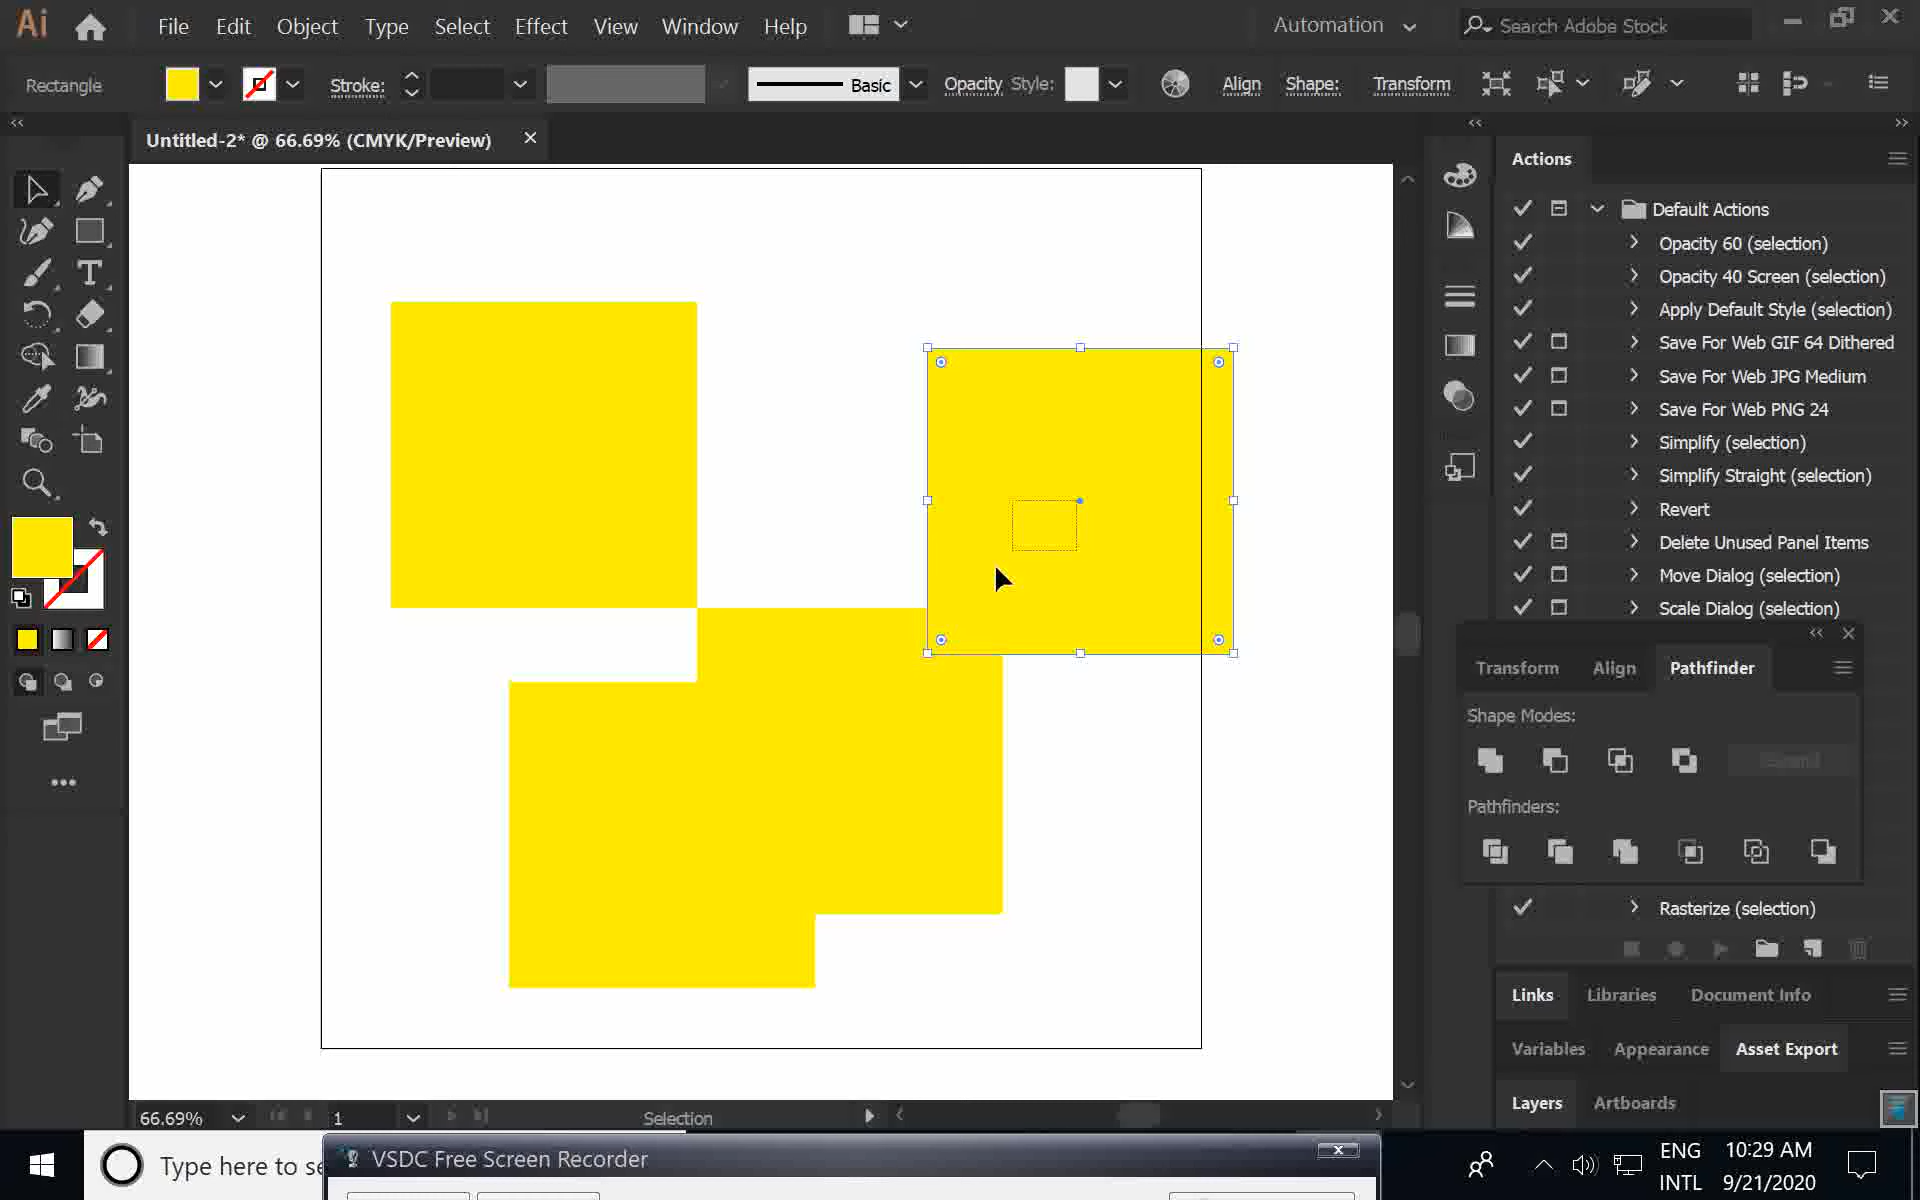 Ai File Edit Object Type Select Effect View Window Help Automation Search Adobe Stock
Rectangle Stroke: Basic Opacity Style: Align Shape: Transform
Untitled-2* @ 66.69% (CMYK/Preview)
Actions
Default Actions
Opacity 60 (selection)
Opacity 40 Screen (selection)
Apply Default Style (selection)
Save For Web GIF 64 Dithered
Save For Web JPG Medium
Save For Web PNG 24
Simplify (selection)
Simplify Straight (selection)
Revert
Delete Unused Panel Items
Move Dialog (selection)
Scale Dialog (selection)
Transform Align Pathfinder
Shape Modes:
Expand
Pathfinders:
Rasterize (selection)
Links Libraries Document Info
Variables Appearance Asset Export
Layers Artboards
66.69% 1 Selection
Type here to se
VSDC Free Screen Recorder
ENG
INTL
10:29 AM
9/21/2020